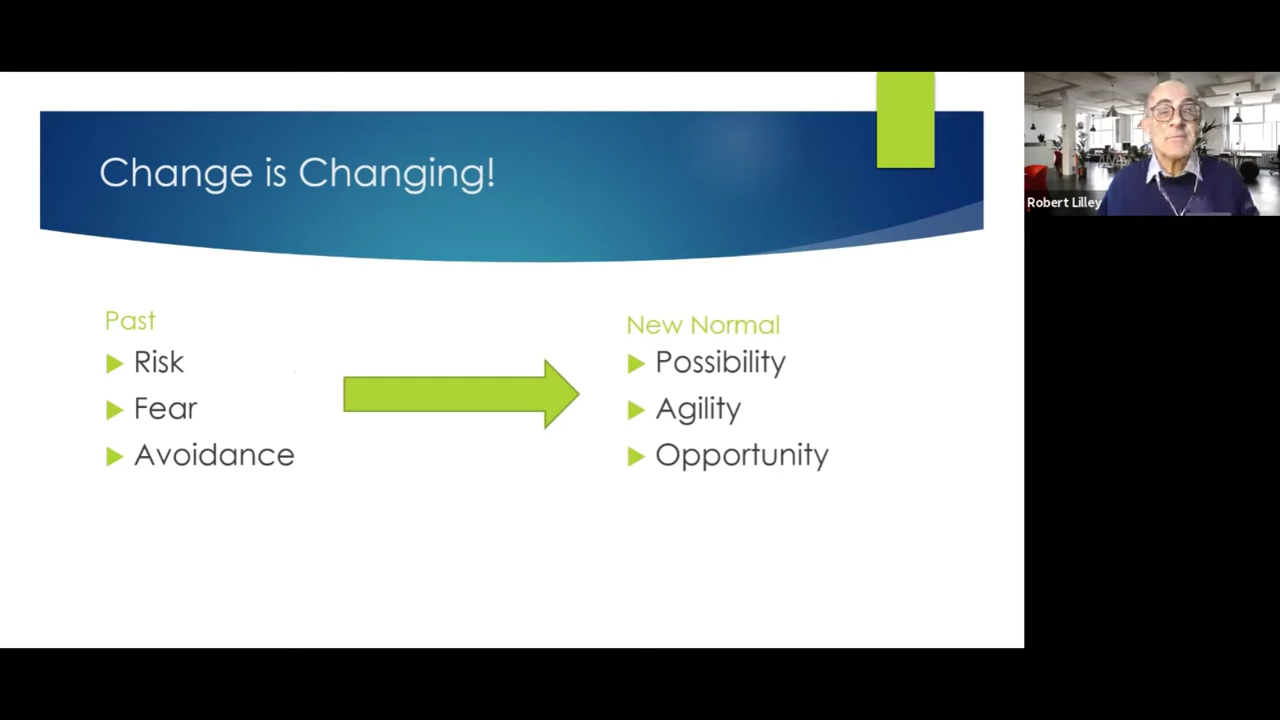 Change is Changing!
Past
Risk
Fear
Avoidance
New Normal
Possibility
Agility
Opportunity
Robert Lilley